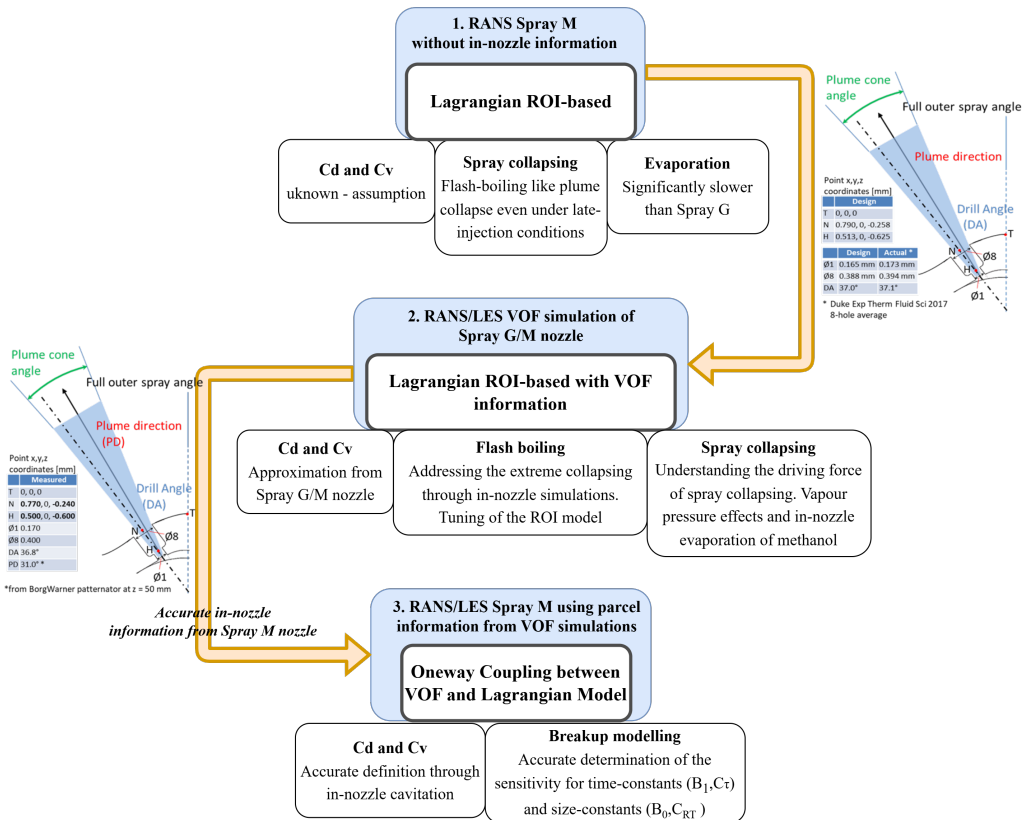 1. RANS Spray M
without in-nozzle information
Lagrangian ROI-based
Cd and Cv
uknown - assumption
Spray collapsing
Flash-boiling like plume
collapse even under late-
injection conditions
Evaporation
Significantly slower
than Spray G
Plume cone
angle
Full outer spray angle
Plume direction
Point x,y,z
coordinates [mm]
Design
T 0, 0, 0
N 0.790, 0, -0.258
H 0.513, 0, -0.625
Drill Angle
(DA)
T
N
Ø8
H
Ø1
Design Actual *
Ø1 0.165 mm 0.173 mm
Ø8 0.388 mm 0.394 mm
DA 37.0° 37.1°
* Duke Exp Therm Fluid Sci 2017
8-hole average
2. RANS/LES VOF simulation of
Spray G/M nozzle
Lagrangian ROI-based with VOF
information
Cd and Cv
Approximation from
Spray G/M nozzle
Flash boiling
Addressing the extreme collapsing
through in-nozzle simulations.
Tuning of the ROI model
Spray collapsing
Understanding the driving force
of spray collapsing. Vapour
pressure effects and in-nozzle
evaporation of methanol
Plume cone
angle
Full outer spray angle
Plume direction
(PD)
Point x,y,z
coordinates [mm]
Measured
T 0, 0, 0
N 0.770, 0, -0.240
H 0.500, 0, -0.600
Ø1 0.170
Ø8 0.400
DA 36.8°
PD 31.0° *
Drill Angle
(DA)
T
N
Ø8
H
Ø1
*from BorgWarner patternator at z = 50 mm
Accurate in-nozzle
information from Spray M nozzle
3. RANS/LES Spray M using parcel
information from VOF simulations
Oneway Coupling between
VOF and Lagrangian Model
Cd and Cv
Accurate definition through
in-nozzle cavitation
Breakup modelling
Accurate determination of the
sensitivity for time-constants (B1,Cτ)
and size-constants (B0,CRT )